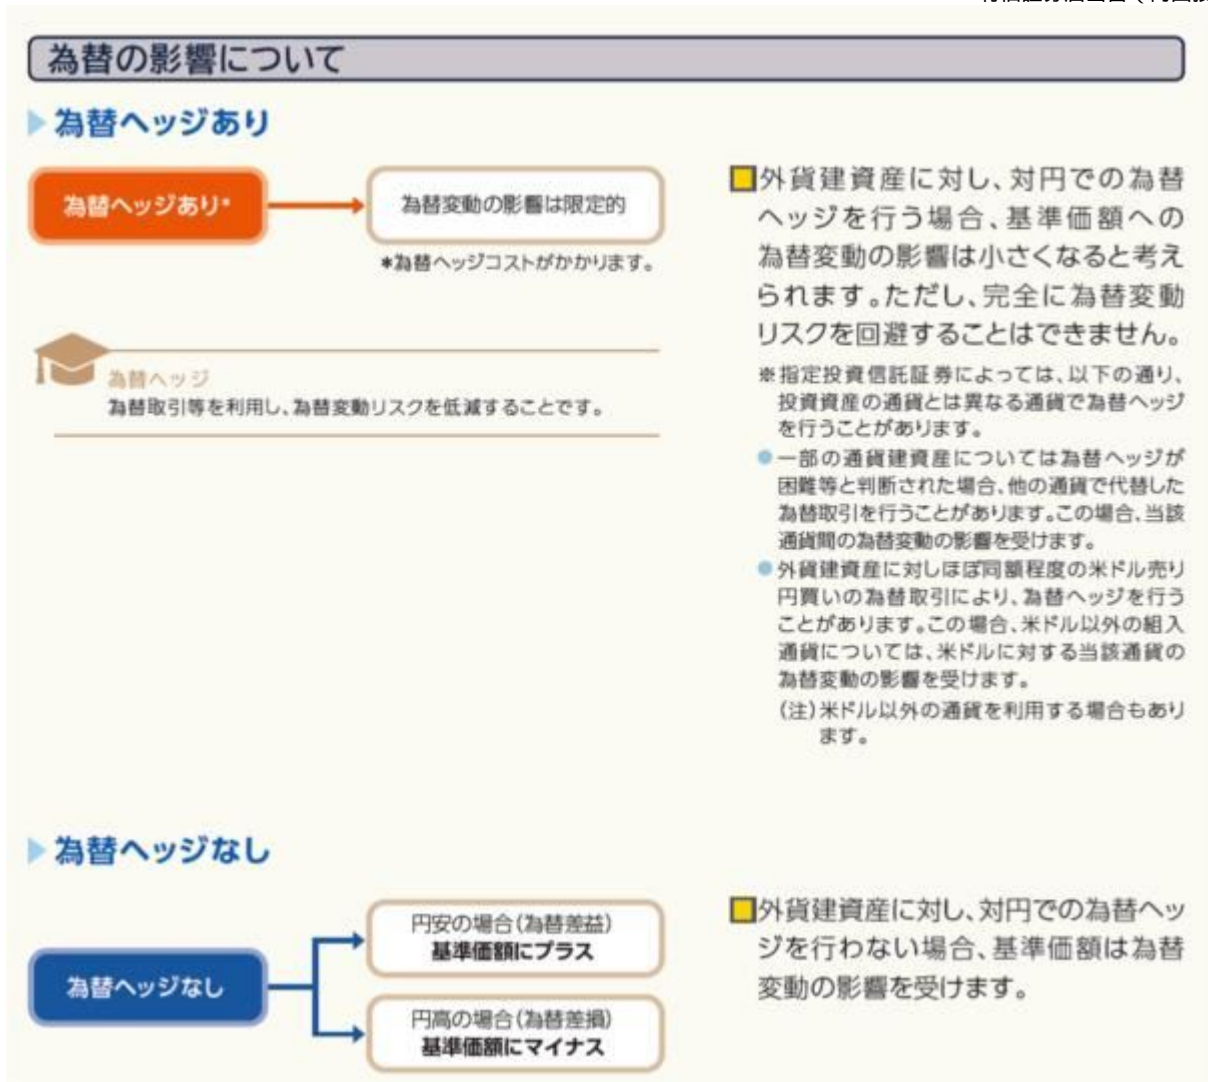 為替の影響について
為替ヘッジあり
為替ヘッジあり*
為替変動の影響は限定的
*為替ヘッジコストがかかります。
為替ヘッジ
為替取引等を利用し、為替変動リスクを低減することです。
外貨建資産に対し、対円での為替
ヘッジを行う場合、基準価額への
為替変動の影響は小さくなると考え
られます。ただし、完全に為替変動
リスクを回避することはできません。
※指定投資信託証券によっては、以下の通り、
投資資産の通貨とは異なる通貨で為替ヘッジ
を行うことがあります。
●一部の通貨建資産については為替ヘッジが
困難等と判断された場合、他の通貨で代替した
為替取引を行うことがあります。この場合、当該
通貨間の為替変動の影響を受けます。
●外貨建資産に対しほぼ同額程度の米ドル売り
円買いの為替取引により、為替ヘッジを行う
ことがあります。この場合、米ドル以外の組入
通貨については、米ドルに対する当該通貨の
為替変動の影響を受けます。
(注)米ドル以外の通貨を利用する場合もあり
ます。
為替ヘッジなし
為替ヘッジなし
円安の場合(為替差益)
基準価額にプラス
円高の場合(為替差損)
基準価額にマイナス
外貨建資産に対し、対円での為替ヘッ
ジを行わない場合、基準価額は為替
変動の影響を受けます。